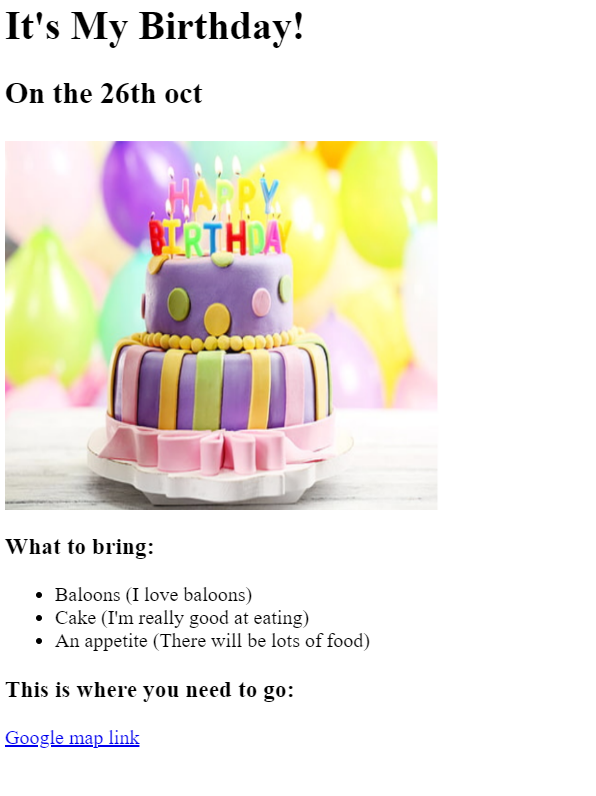 It's My Birthday!
On the 26th oct
HAPPY
BIRTHDAY
What to bring:
Baloons (I love baloons)
Cake (I'm really good at eating)
An appetite (There will be lots of food)
This is where you need to go:
Google map link